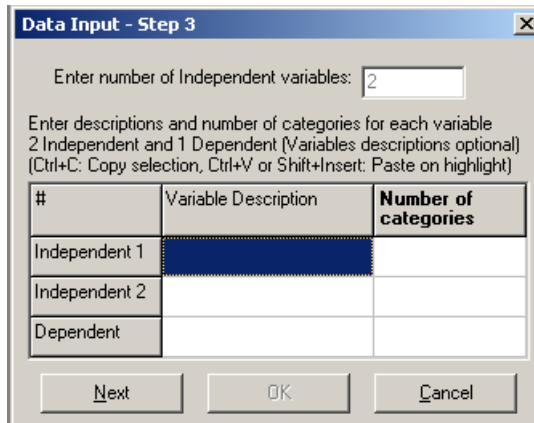 Data Input - Step 3
Enter number of Independent variables: 2
Enter descriptions and number of categories for each variable
2 Independent and 1 Dependent (Variables descriptions optional)
(Ctrl+C: Copy selection, Ctrl+V or Shift+Insert: Paste on highlight)
# Variable Description Number of
categories
Independent 1
Independent 2
Dependent
Next OK Cancel